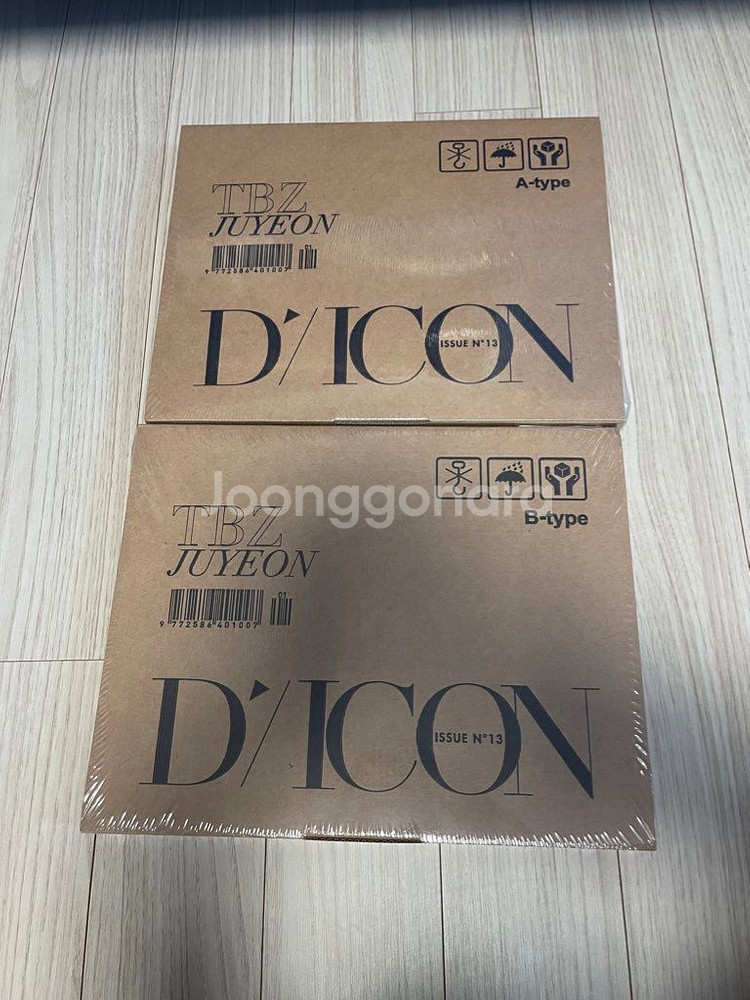 A-type
TBZ
JUYEON
01
9 772586 401007
D'/ICON
ISSUE N°13
Joonggonara
B-type
TBZ
JUYEON
01
9 772586 401007
D'/ICON
ISSUE N°13